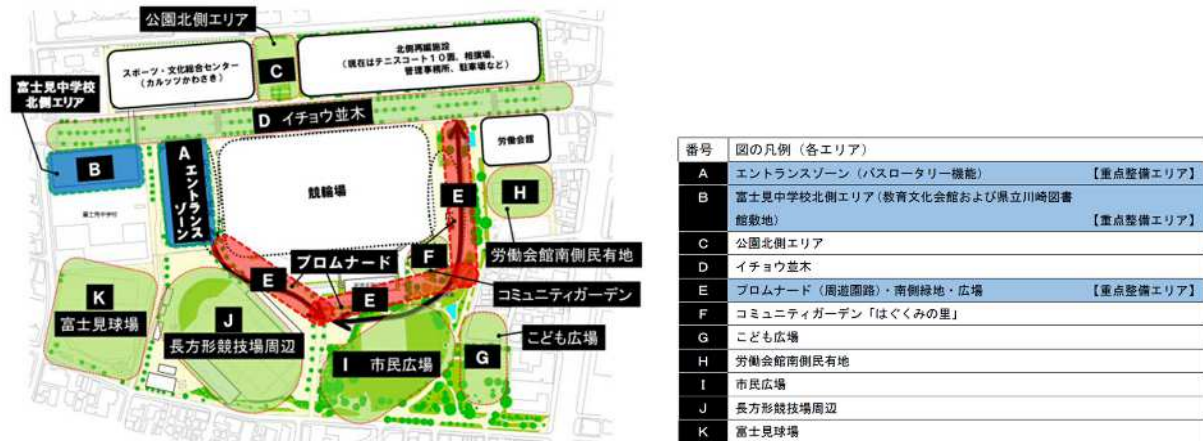 公園北側エリア
スポーツ・文化総合センター
（カルッツかわさき）
C
北側再編施設
（現在はテニスコート１０面、相撲場、
管理事務所、駐車場など）
富士見中学校
北側エリア
D イチョウ並木
労働会館
B
A エントランスゾーン
競輪場
E
H
富士見中学校
労働会館南側民有地
プロムナード
F
E
E
コミュニティガーデン
K
富士見球場
J
長方形競技場周辺
I 市民広場
G
こども広場
番号 図の凡例（各エリア）
A エントランスゾーン（バスロータリー機能） 【重点整備エリア】
B 富士見中学校北側エリア（教育文化会館および県立川崎図書
館敷地） 【重点整備エリア】
C 公園北側エリア
D イチョウ並木
E プロムナード（周遊園路）・南側緑地・広場 【重点整備エリア】
F コミュニティガーデン「はぐくみの里」
G こども広場
H 労働会館南側民有地
I 市民広場
J 長方形競技場周辺
K 富士見球場